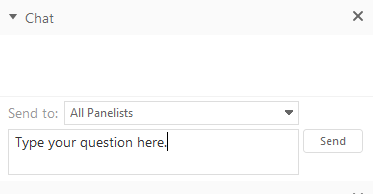 Chat
Send to: All Panelists
Type your question here.
Send